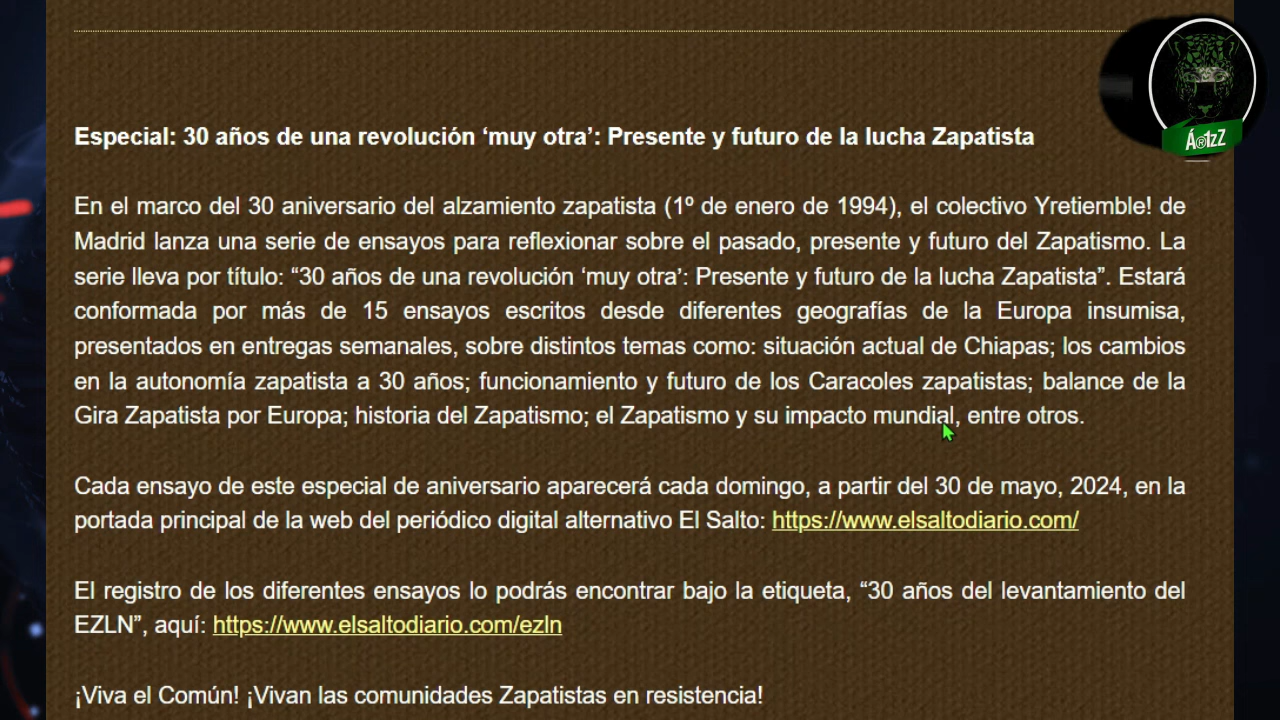 Á®1zZ
Especial: 30 años de una revolución ‘muy otra’: Presente y futuro de la lucha Zapatista
En el marco del 30 aniversario del alzamiento zapatista (1º de enero de 1994), el colectivo Yretiemble! de
Madrid lanza una serie de ensayos para reflexionar sobre el pasado, presente y futuro del Zapatismo. La
serie lleva por título: “30 años de una revolución ‘muy otra’: Presente y futuro de la lucha Zapatista”. Estará
conformada por más de 15 ensayos escritos desde diferentes geografías de la Europa insumisa,
presentados en entregas semanales, sobre distintos temas como: situación actual de Chiapas; los cambios
en la autonomía zapatista a 30 años; funcionamiento y futuro de los Caracoles zapatistas; balance de la
Gira Zapatista por Europa; historia del Zapatismo; el Zapatismo y su impacto mundial, entre otros.
Cada ensayo de este especial de aniversario aparecerá cada domingo, a partir del 30 de mayo, 2024, en la
portada principal de la web del periódico digital alternativo El Salto: https://www.elsaltodiario.com/
El registro de los diferentes ensayos lo podrás encontrar bajo la etiqueta, “30 años del levantamiento del
EZLN”, aquí: https://www.elsaltodiario.com/ezln
¡Viva el Común! ¡Vivan las comunidades Zapatistas en resistencia!